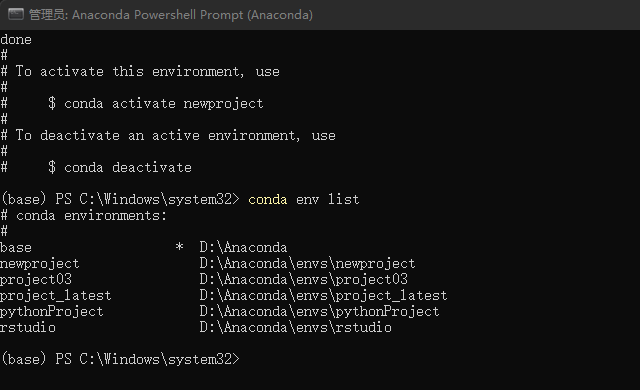 管理员: Anaconda Powershell Prompt (Anaconda)
done
#
# To activate this environment, use
#
#     $ conda activate newproject
#
# To deactivate an active environment, use
#
#     $ conda deactivate
(base) PS C:\Windows\system32> conda env list
# conda environments:
#
base                  *  D:\Anaconda
newproject               D:\Anaconda\envs\newproject
project03                D:\Anaconda\envs\project03
project_latest           D:\Anaconda\envs\project_latest
pythonProject            D:\Anaconda\envs\pythonProject
rstudio                  D:\Anaconda\envs\rstudio
(base) PS C:\Windows\system32>